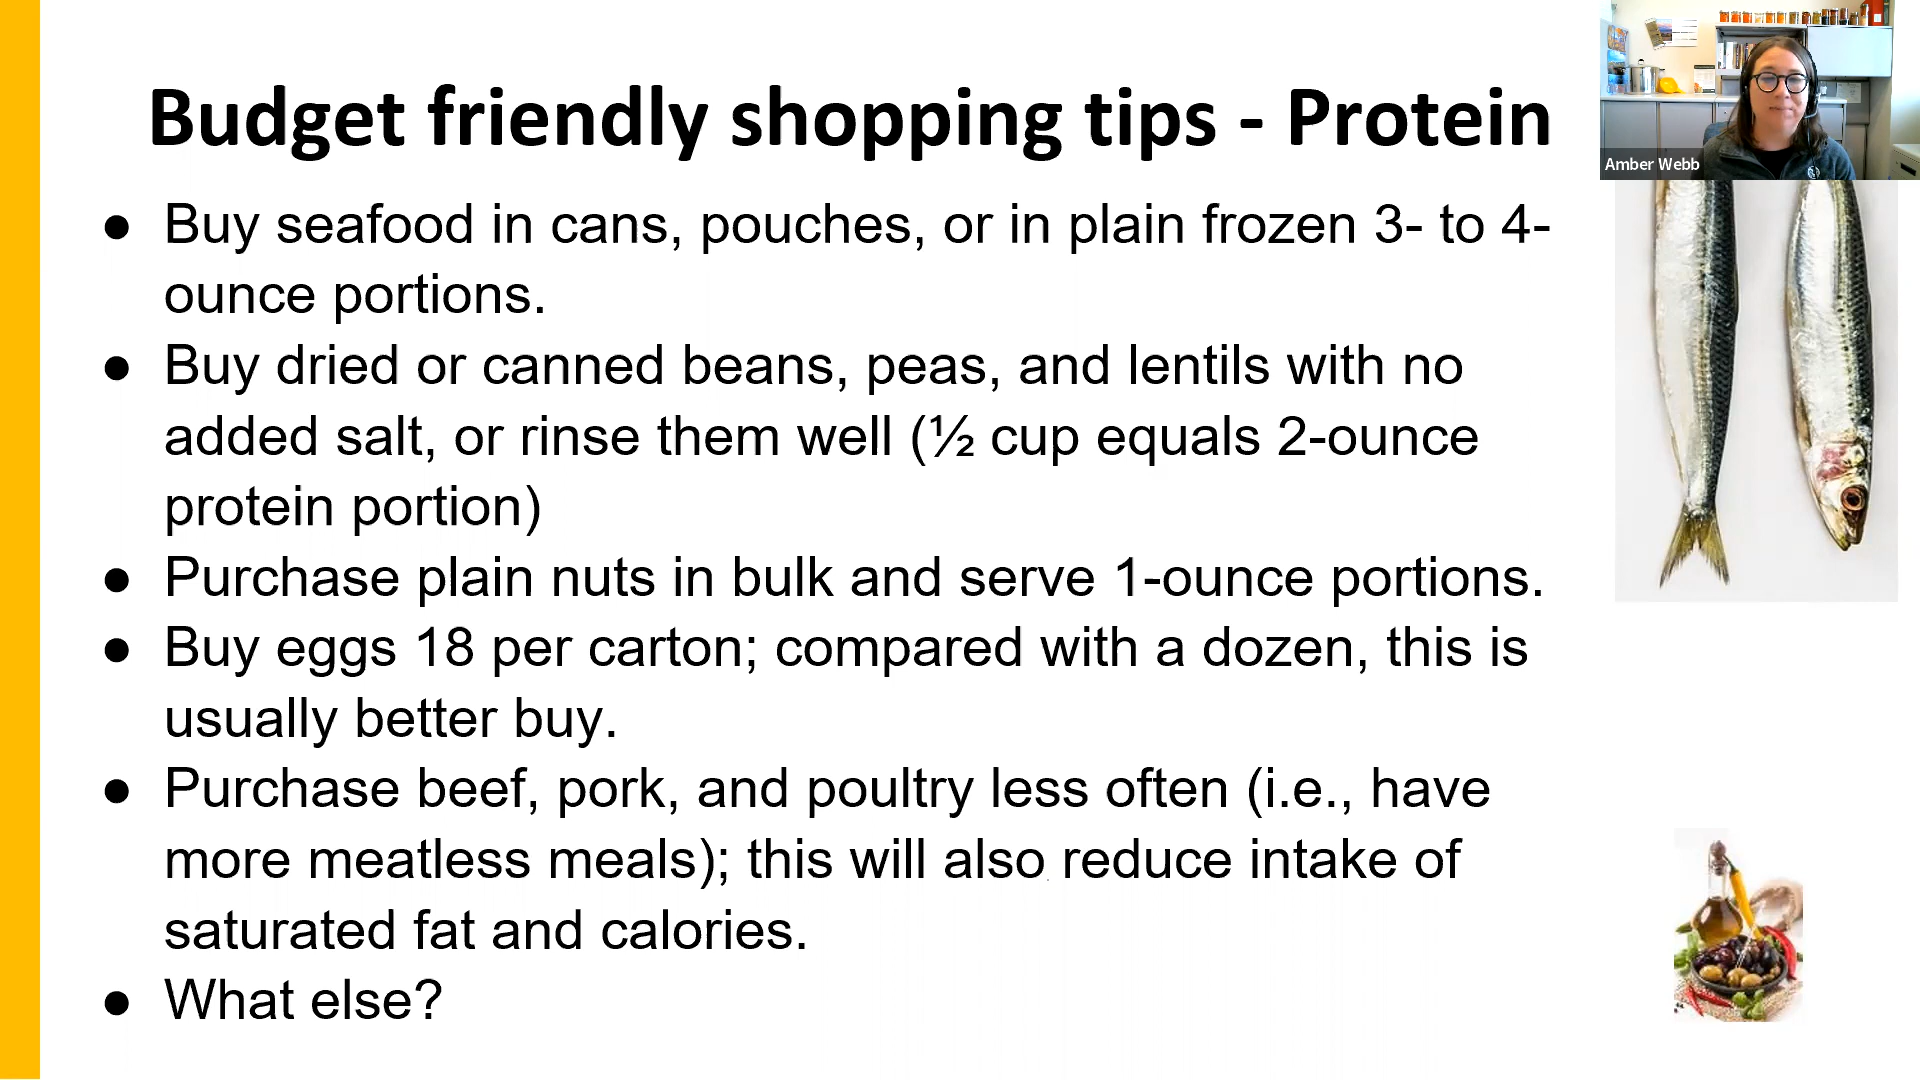 Budget friendly shopping tips - Protein
Amber Webb
● Buy seafood in cans, pouches, or in plain frozen 3- to 4-
ounce portions.
● Buy dried or canned beans, peas, and lentils with no
added salt, or rinse them well (½ cup equals 2-ounce
protein portion)
● Purchase plain nuts in bulk and serve 1-ounce portions.
● Buy eggs 18 per carton; compared with a dozen, this is
usually better buy.
● Purchase beef, pork, and poultry less often (i.e., have
more meatless meals); this will also reduce intake of
saturated fat and calories.
● What else?